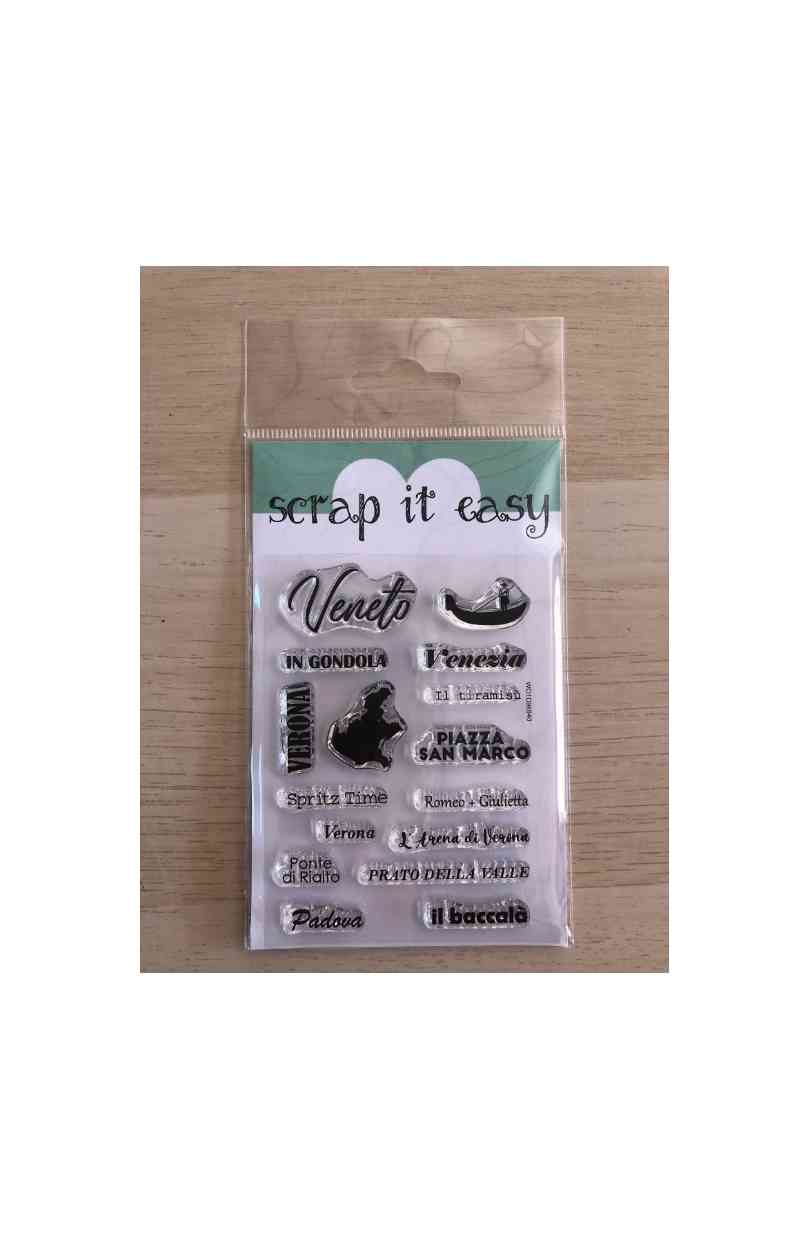 scrap it easy
Veneto
IN GONDOLA
Venezia
Il tiramisù
VERONA
PIAZZA
SAN MARCO
Spritz Time
Romeo + Giulietta
Verona
L'Arena di Verona
Ponte
di Rialto
PRATO DELLA VALLE
Padova
il baccalà